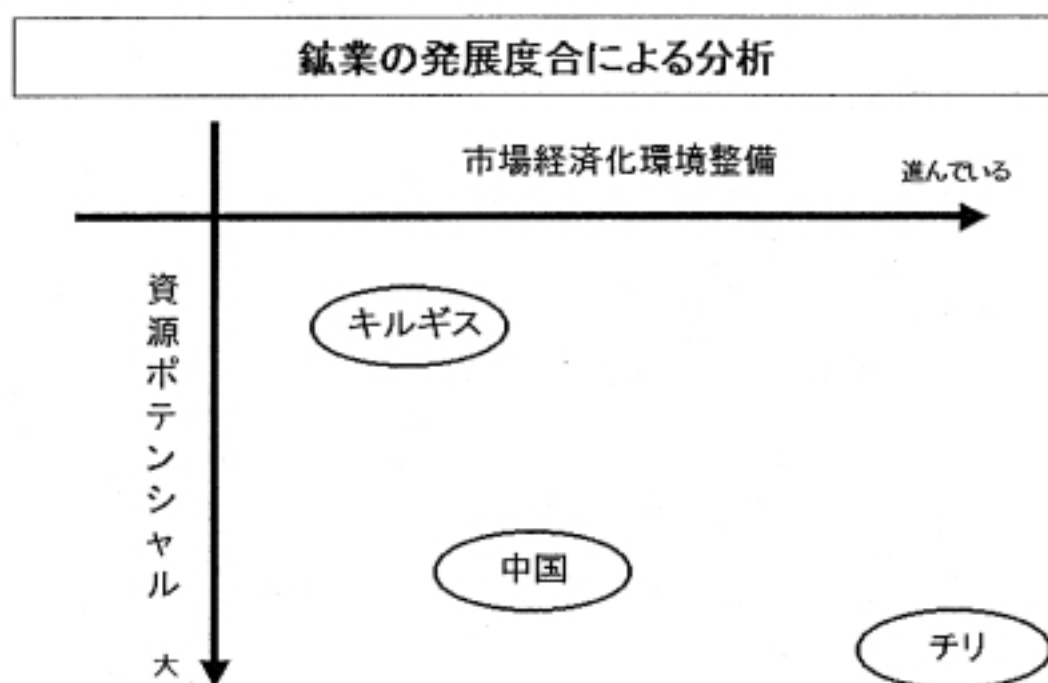 鉱業の発展度合による分析
市場経済化環境整備
進んでいる
資源ポテンシャル 大
キルギス
中国
チリ